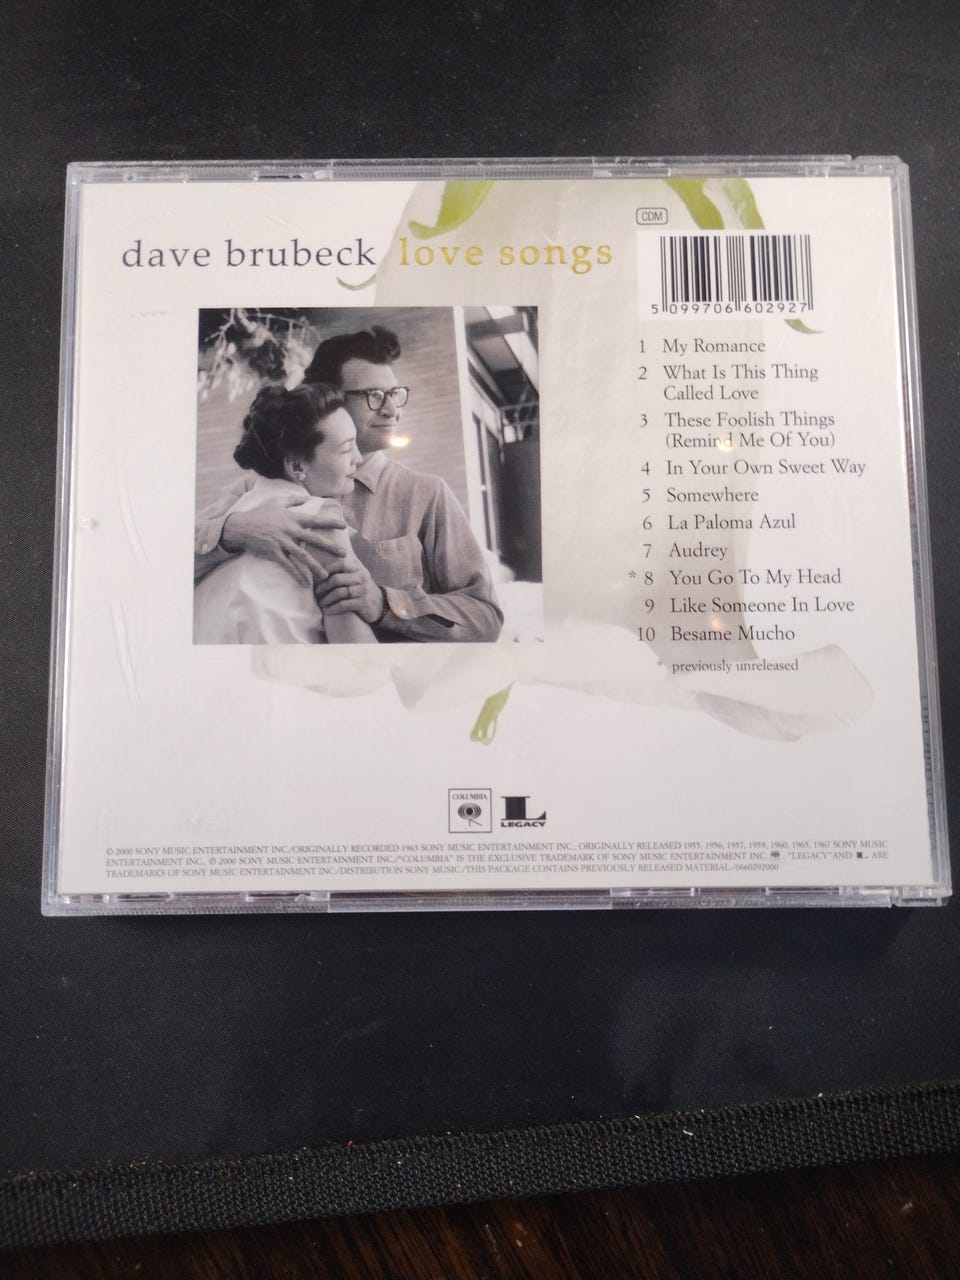 dave brubeck love songs
CDM
5 099706 602927
1 My Romance
2 What Is This Thing
Called Love
3 These Foolish Things
(Remind Me Of You)
4 In Your Own Sweet Way
5 Somewhere
6 La Paloma Azul
7 Audrey
* 8 You Go To My Head
9 Like Someone In Love
10 Besame Mucho
* previously unreleased
COLUMBIA
L
LEGACY
© 2000 SONY MUSIC ENTERTAINMENT INC./ORIGINALLY RECORDED 1963 SONY MUSIC ENTERTAINMENT INC., ORIGINALLY RELEASED 1955, 1956, 1957, 1959, 1960, 1965, 1967 SONY MUSIC
ENTERTAINMENT INC., ℗ 2000 SONY MUSIC ENTERTAINMENT INC./"COLUMBIA" IS THE EXCLUSIVE TRADEMARK OF SONY MUSIC ENTERTAINMENT INC. , "LEGACY" AND L ARE
TRADEMARKS OF SONY MUSIC ENTERTAINMENT INC./DISTRIBUTION SONY MUSIC./THIS PACKAGE CONTAINS PREVIOUSLY RELEASED MATERIAL./0660292000